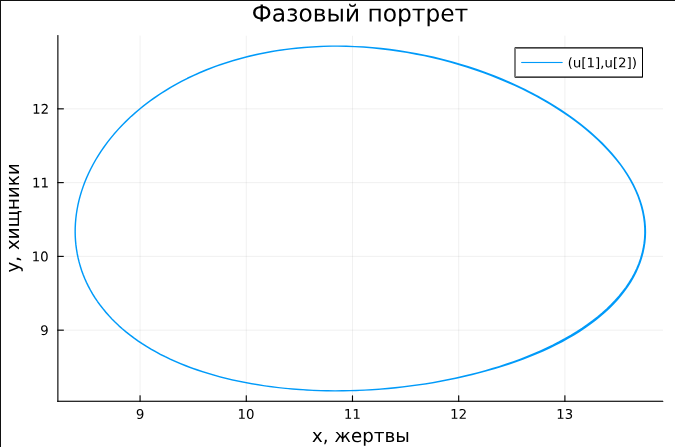 Фазовый портрет
(u[1],u[2])
12
11
10
9
у, хищники
9
10
11
12
13
х, жертвы